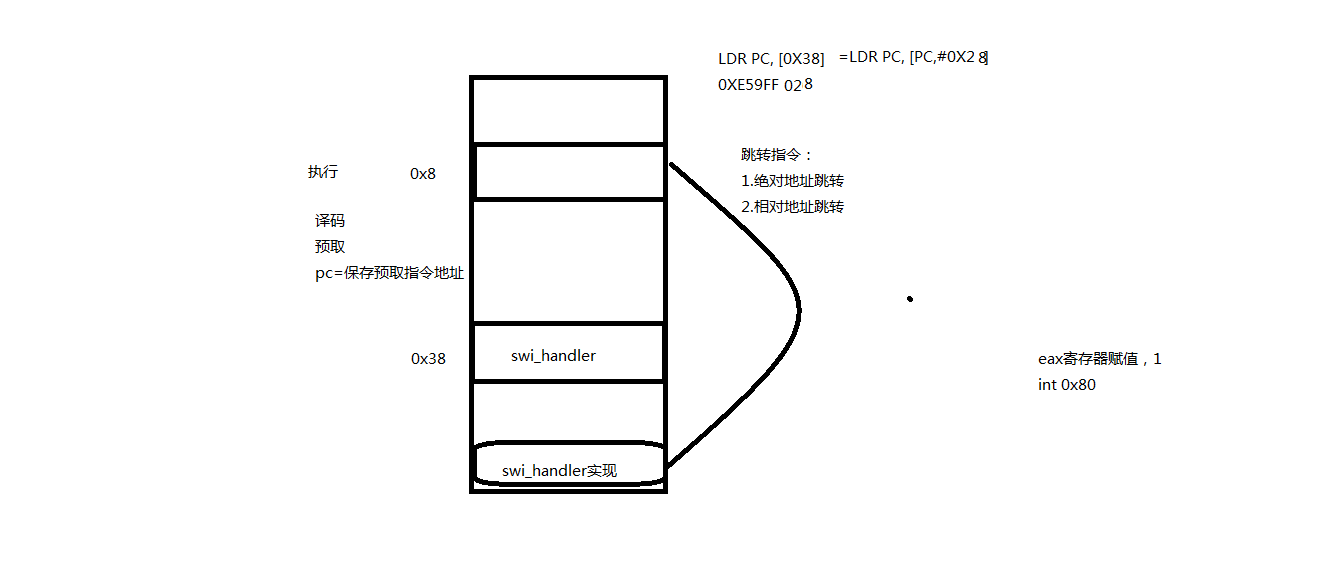 LDR PC, [0X38] =LDR PC, [PC,#0X28]
0XE59FF 028
跳转指令：
1.绝对地址跳转
2.相对地址跳转
执行 0x8
译码
预取
pc=保存预取指令地址
0x38 swi_handler
eax寄存器赋值，1
int 0x80
swi_handler实现